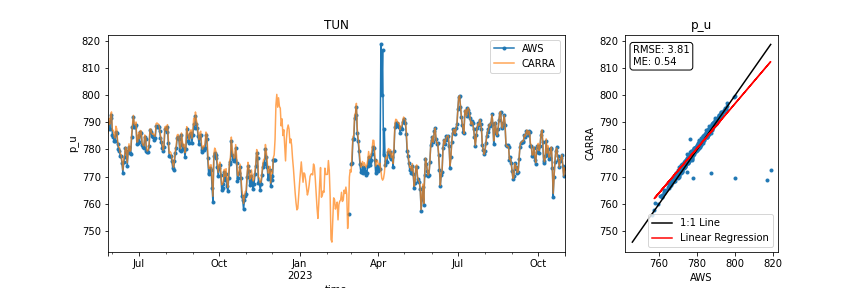 TUN
p_u
820
810
800
790
780
770
760
750
p_u
AWS
CARRA
Jul
Oct
Jan
2023
Apr
Jul
Oct
time
p_u
820
810
800
790
780
770
760
750
CARRA
RMSE: 3.81
ME: 0.54
1:1 Line
Linear Regression
760
780
800
820
AWS